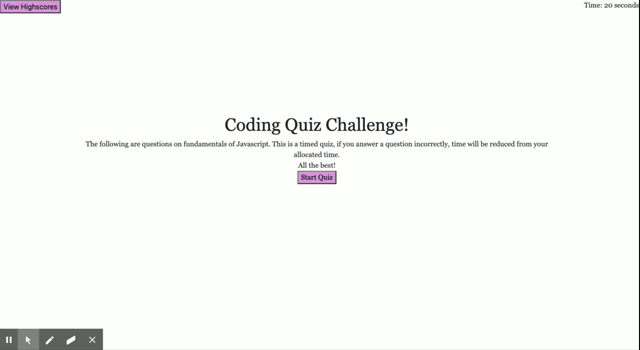 View Highscores
Time: 20 seconds
Coding Quiz Challenge!
The following are questions on fundamentals of Javascript. This is a timed quiz, if you answer a question incorrectly, time will be reduced from your
allocated time.
All the best!
Start Quiz